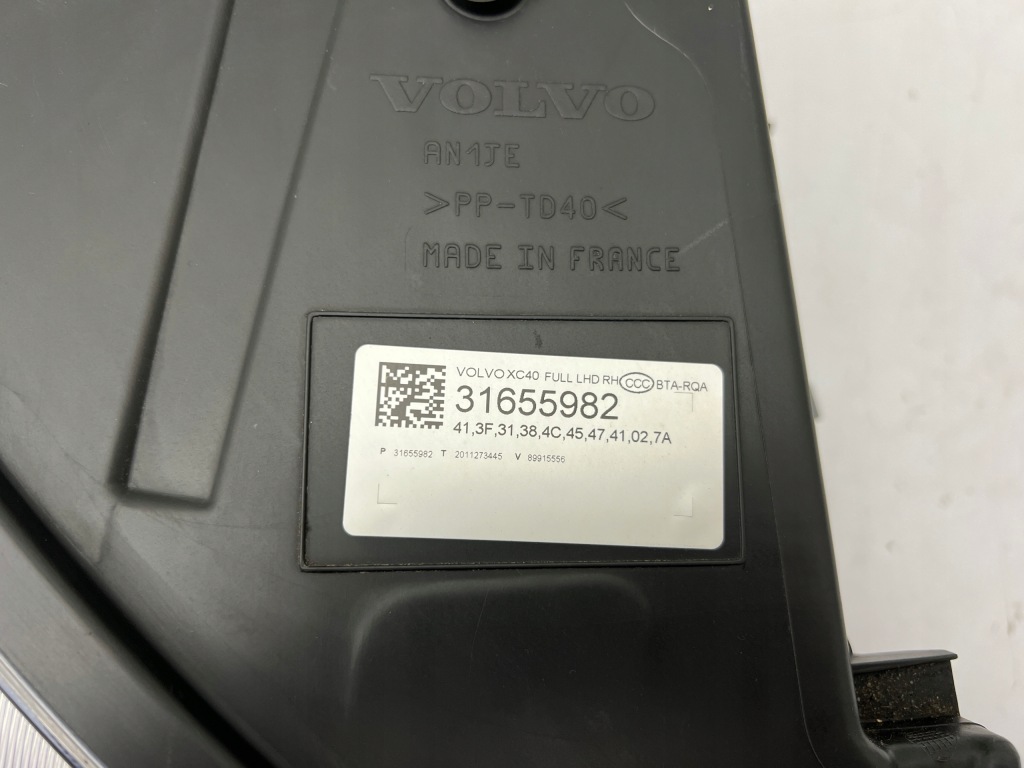 VOLVO
AN1JE
>PP-TD40<
MADE IN FRANCE
VOLVO XC40 FULL LHD RH CCC BTA-RQA
31655982
41,3F,31,38,4C,45,47,41,02,7A
P 31655982 T 2011273445 V 89915556